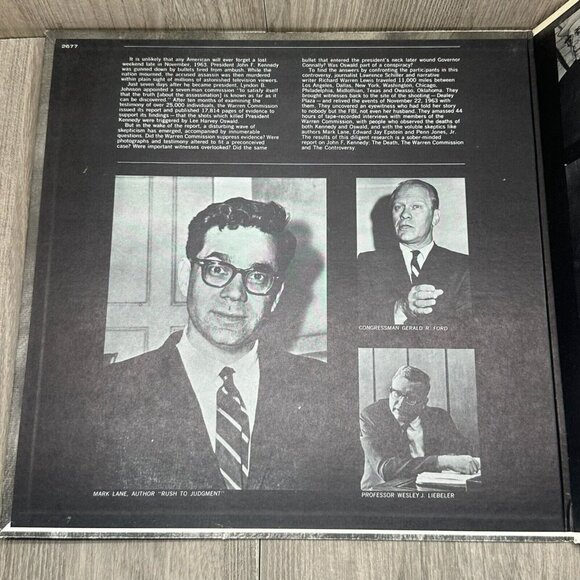 2677
It is unlikely that any American will ever forget a lost
weekend late in November, 1963. President John F. Kennedy
was gunned down by bullets fired from ambush. While the
nation mourned, the accused assassin was then murdered
within plain sight of millions of astonished television viewers.
Just seven days after he became president, Lyndon B.
Johnson appointed a seven-man commission "to satisfy itself
that the truth [about the assassination] is known so far as it
can be discovered." After ten months of examining the
testimony of over 25,000 individuals, the Warren Commission
issued its report and published 17,815 pages of evidence to
support its findings—that the shots which killed President
Kennedy were triggered by Lee Harvey Oswald.
But in the wake of the report, a disturbing wave of
skepticism has emerged, accompanied by innumerable
questions. Did the Warren Commission suppress evidence? Were
photographs and testimony altered to fit a preconceived
case? Were important witnesses overlooked? Did the same
bullet that entered the president's neck later wound Governor
Connally? Was Oswald part of a conspiracy?
To find the answers by confronting the participants in this
controversy, journalist Lawrence Schiller and narrative
writer Richard Warren Lewis traveled 11,000 miles between
Los Angeles, Dallas, New York, Washington, Chicago,
Philadelphia, Midlothian, Texas and Owasso, Oklahoma. They
brought witnesses back to the site of the shooting—Dealey
Plaza—and relived the events of November 22, 1963 with
them. They uncovered an eyewitness who had told her story
to nobody but the FBI, not even her husband. They amassed 44
hours of tape-recorded interviews with members of the
Warren Commission, with people who observed the deaths of
both Kennedy and Oswald, and with the voluble skeptics like
authors Mark Lane, Edward Jay Epstein and Penn Jones, Jr.
The results of this diligent research is a sober-minded
report on John F. Kennedy: The Death, The Warren Commission
and The Controversy.
CONGRESSMAN GERALD R. FORD
MARK LANE, AUTHOR "RUSH TO JUDGMENT"
PROFESSOR WESLEY J. LIEBELER